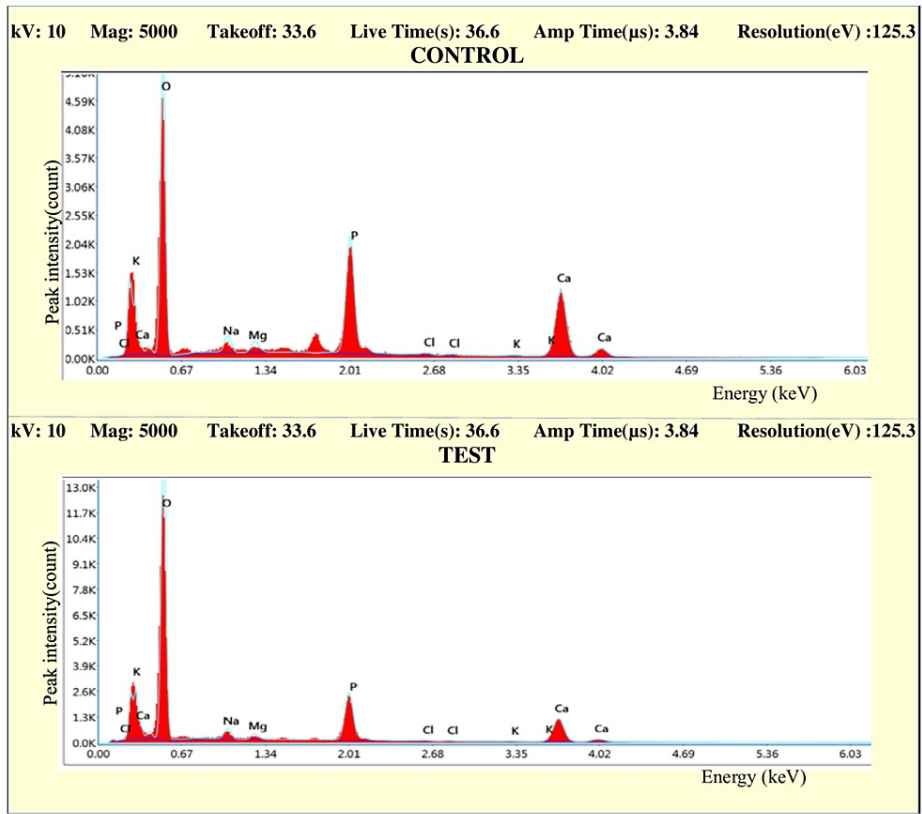 kV: 10 Mag: 5000 Takeoff: 33.6 Live Time(s): 36.6 Amp Time(μs): 3.84 Resolution(eV) :125.3
CONTROL
Peak intensity(count)
4.59K
4.08K
3.57K
3.06K
2.55K
2.04K
1.53K
1.02K
0.51K
0.00K
O
K
P
Cl
Ca
Na
Mg
P
Cl
Cl
K
K
Ca
Ca
0.00 0.67 1.34 2.01 2.68 3.35 4.02 4.69 5.36 6.03
Energy (keV)
kV: 10 Mag: 5000 Takeoff: 33.6 Live Time(s): 36.6 Amp Time(μs): 3.84 Resolution(eV) :125.3
TEST
Peak intensity(count)
13.0K
11.7K
10.4K
9.1K
7.8K
6.5K
5.2K
3.9K
2.6K
1.3K
0.0K
O
K
P
Cl
Ca
Na
Mg
P
Cl
Cl
K
K
Ca
Ca
0.00 0.67 1.34 2.01 2.68 3.35 4.02 4.69 5.36 6.03
Energy (keV)